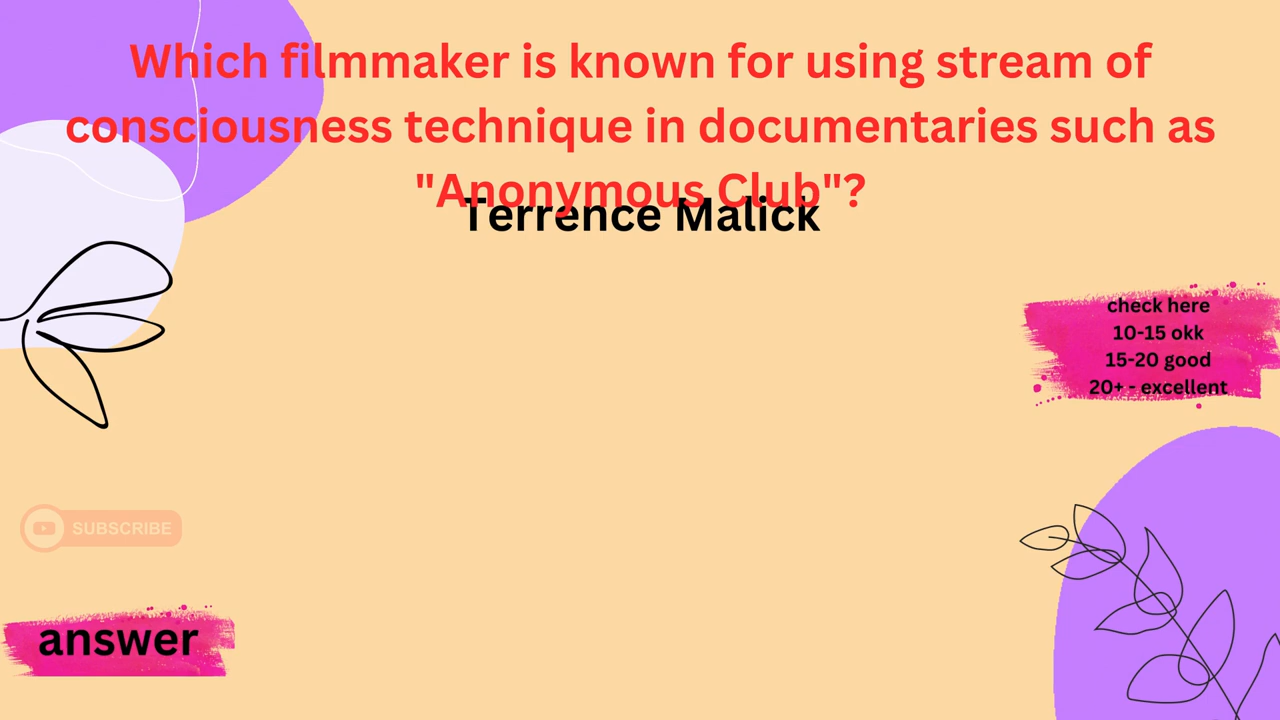 Which filmmaker is known for using stream of
consciousness technique in documentaries such as
"Anonymous Club"?
Terrence Malick
check here
10-15 okk
15-20 good
20+ - excellent
SUBSCRIBE
answer